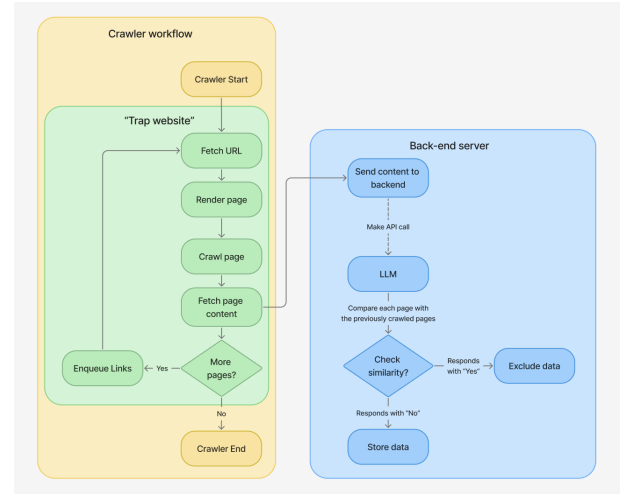 Crawler workflow
Crawler Start
“Trap website”
Fetch URL
Render page
Crawl page
Fetch page
content
More
pages?
Yes
Enqueue Links
No
Crawler End
Back-end server
Send content to
backend
Make API call
LLM
Compare each page with
the previously crawled pages
Check
similarity?
Responds
with “Yes”
Exclude data
Responds with “No”
Store data